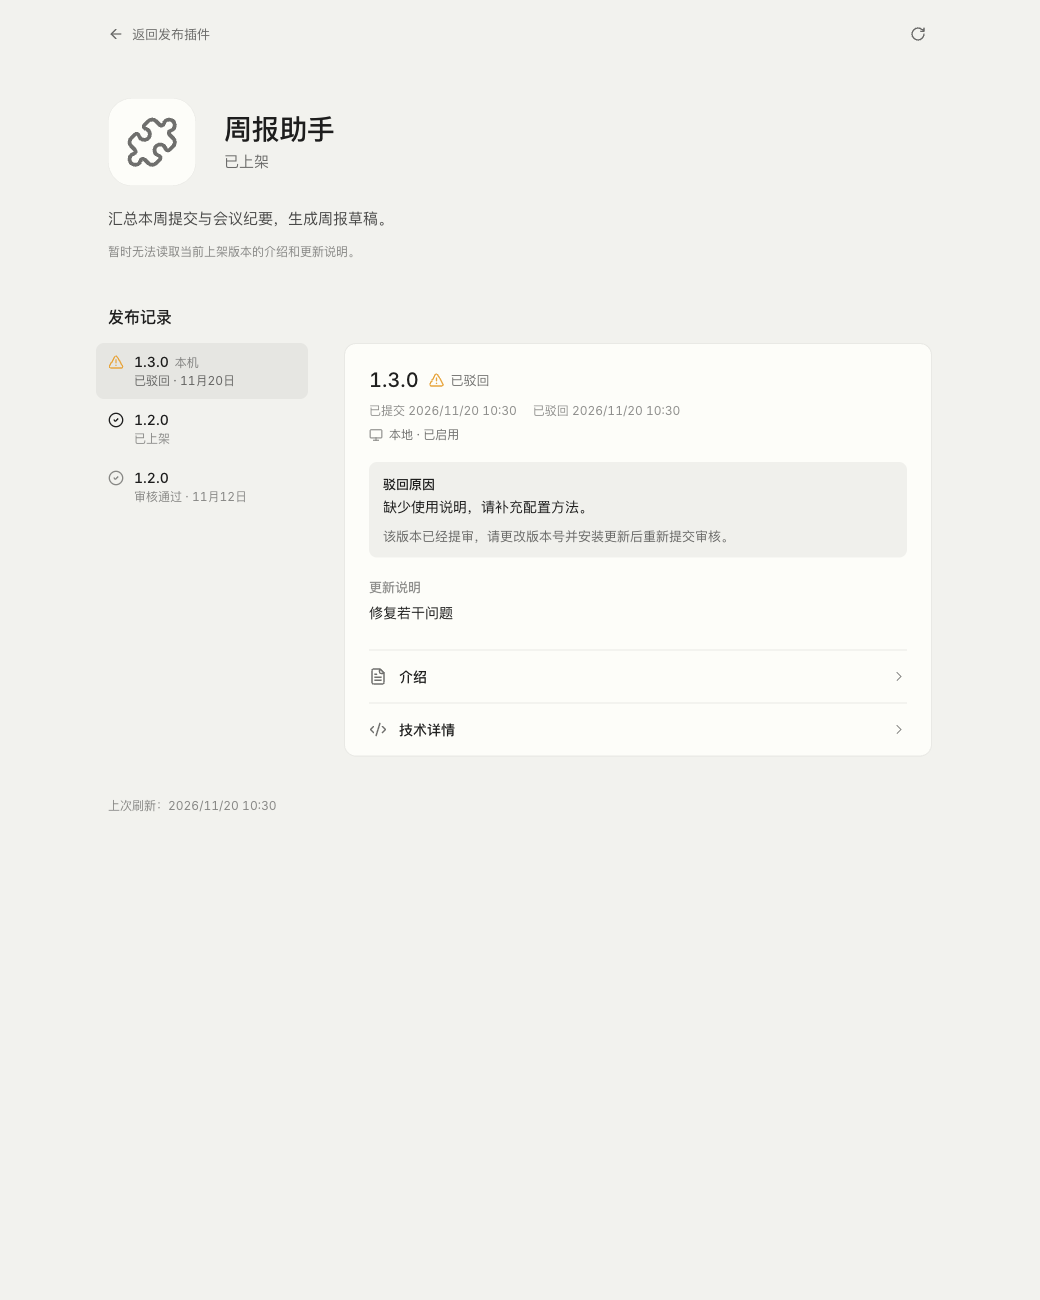 返回发布插件
周报助手
已上架
汇总本周提交与会议纪要，生成周报草稿。
暂时无法读取当前上架版本的介绍和更新说明。
发布记录
1.3.0 本机
已驳回 · 11月20日
1.2.0
已上架
1.2.0
审核通过 · 11月12日
1.3.0 已驳回
已提交 2026/11/20 10:30 已驳回 2026/11/20 10:30
本地 · 已启用
驳回原因
缺少使用说明，请补充配置方法。
该版本已经提审，请更改版本号并安装更新后重新提交审核。
更新说明
修复若干问题
介绍
技术详情
上次刷新：2026/11/20 10:30